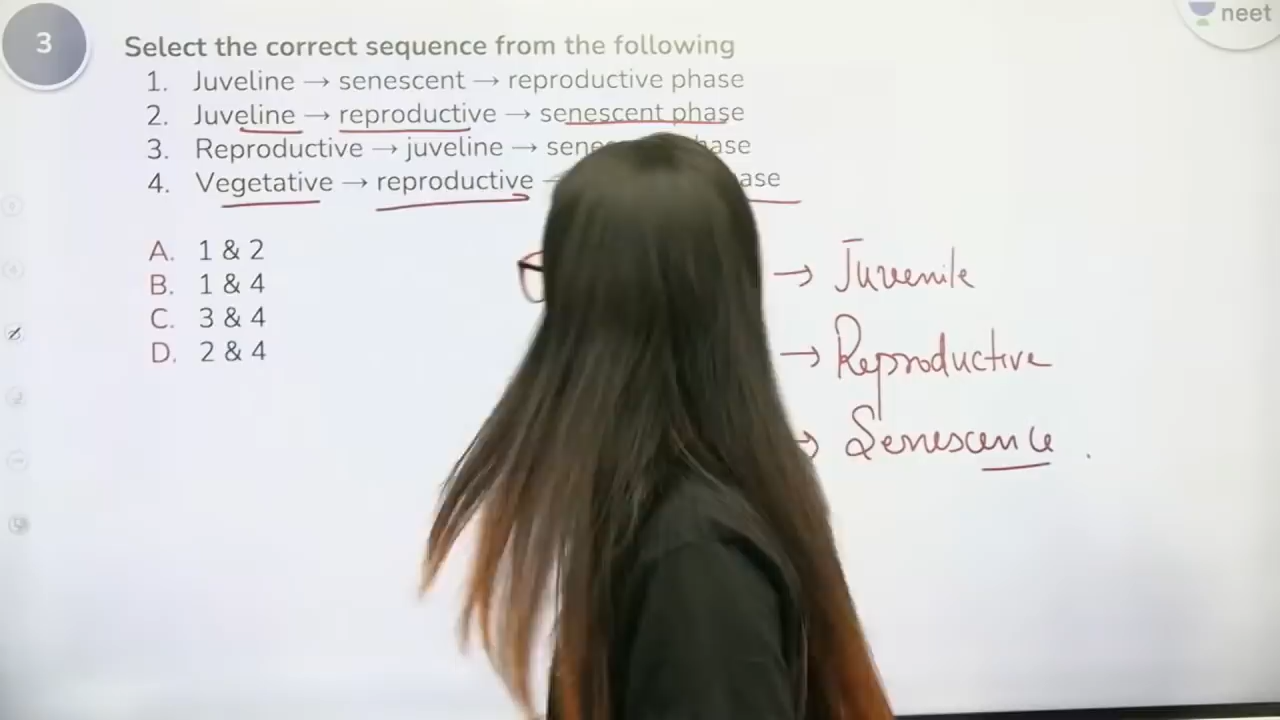 3
neet
Select the correct sequence from the following
1. Juveline → senescent → reproductive phase
2. Juveline → reproductive → senescent phase
3. Reproductive → juveline →
4. Vegetative → reproductive
A. 1 & 2
B. 1 & 4
C. 3 & 4
D. 2 & 4
→ Juvenile
→ Reproductive
→ Senescence.